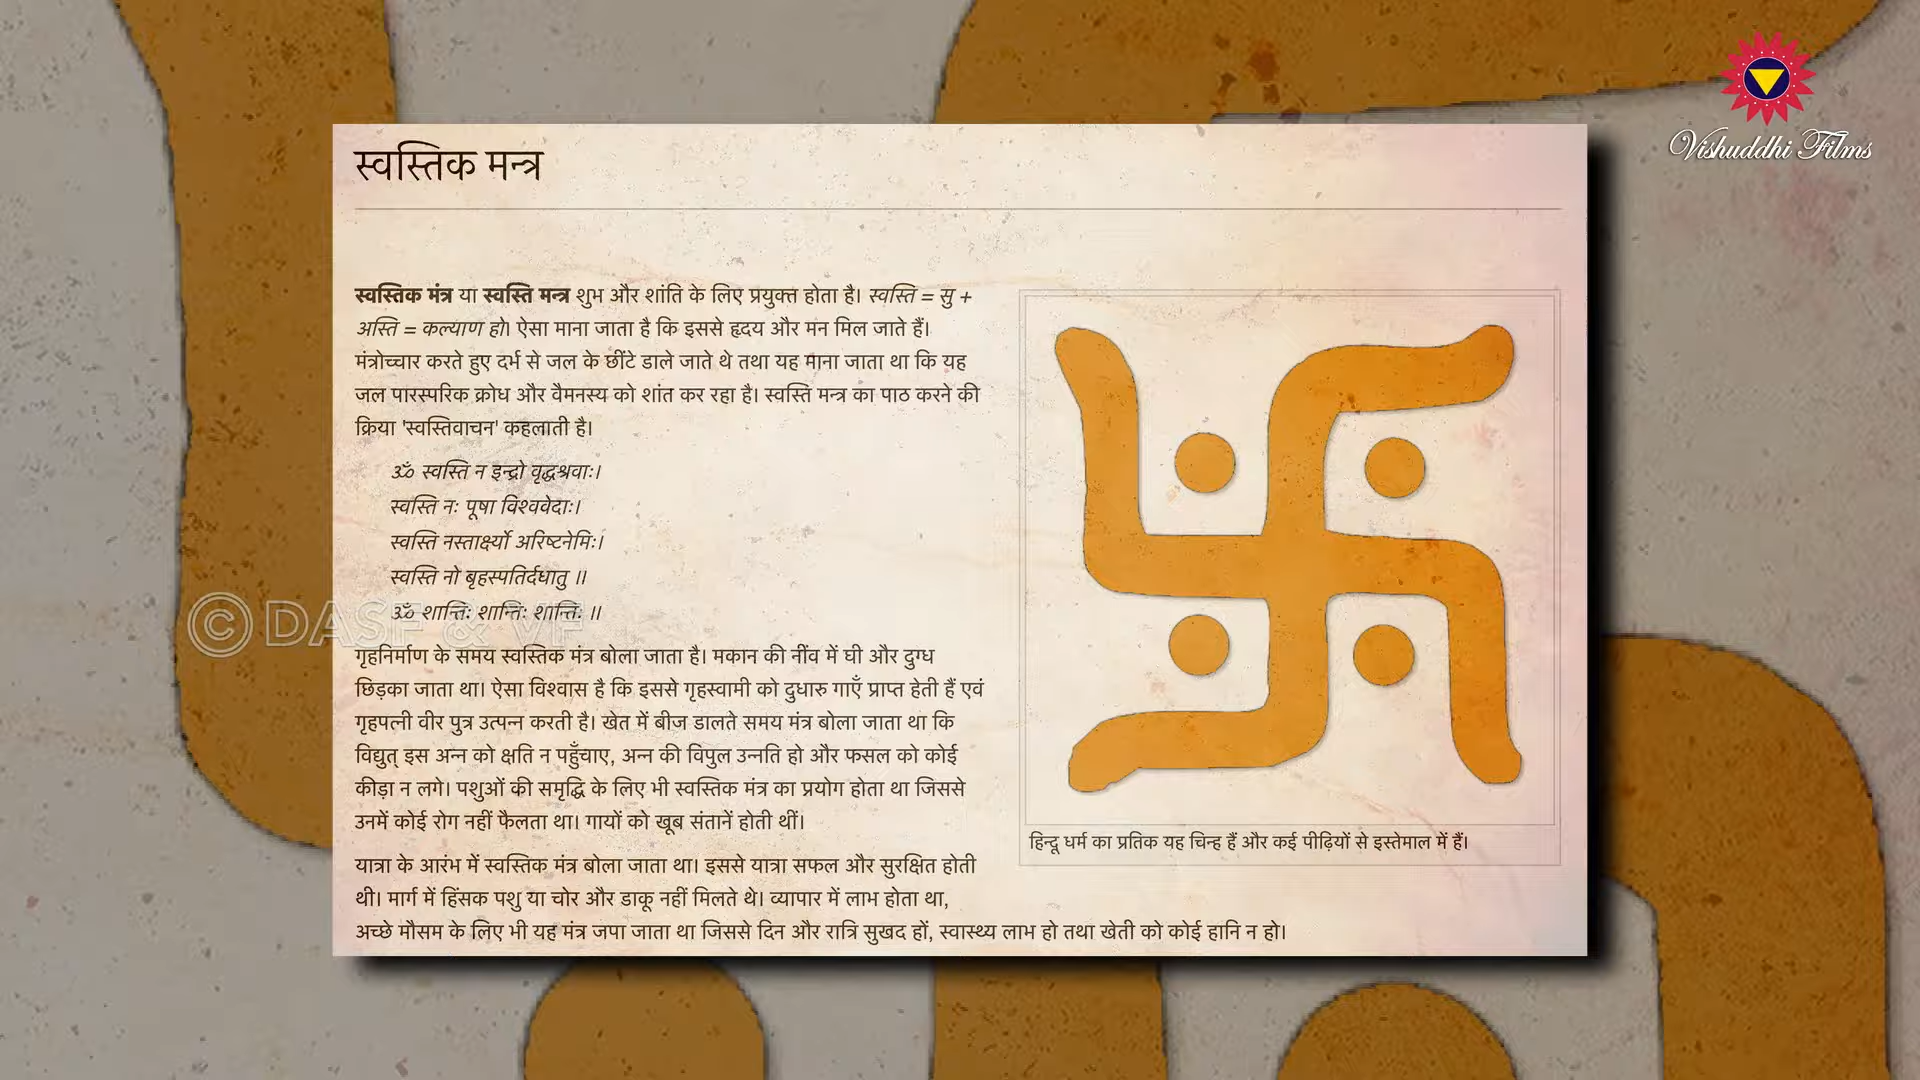 Vishuddhi Films
स्वस्तिक मन्त्र
स्वस्तिक मंत्र या स्वस्ति मन्त्र शुभ और शांति के लिए प्रयुक्त होता है। स्वस्ति = सु +
अस्ति = कल्याण हो। ऐसा माना जाता है कि इससे हृदय और मन मिल जाते हैं।
मंत्रोच्चार करते हुए दर्भ से जल के छींटे डाले जाते थे तथा यह माना जाता था कि यह
जल पारस्परिक क्रोध और वैमनस्य को शांत कर रहा है। स्वस्ति मन्त्र का पाठ करने की
क्रिया 'स्वस्तिवाचन' कहलाती है।
ॐ स्वस्ति न इन्द्रो वृद्धश्रवाः।
स्वस्ति नः पूषा विश्ववेदाः।
स्वस्ति नस्तार्क्ष्यो अरिष्टनेमिः।
स्वस्ति नो बृहस्पतिर्दधातु ॥
ॐ शान्तिः शान्तिः शान्तिः ॥
© DASF & VF
गृहनिर्माण के समय स्वस्तिक मंत्र बोला जाता है। मकान की नींव में घी और दुग्ध
छिड़का जाता था। ऐसा विश्वास है कि इससे गृहस्वामी को दुधारु गाएँ प्राप्त हेती हैं एवं
गृहपत्नी वीर पुत्र उत्पन्न करती है। खेत में बीज डालते समय मंत्र बोला जाता था कि
विद्युत् इस अन्न को क्षति न पहुँचाए, अन्न की विपुल उन्नति हो और फसल को कोई
कीड़ा न लगे। पशुओं की समृद्धि के लिए भी स्वस्तिक मंत्र का प्रयोग होता था जिससे
उनमें कोई रोग नहीं फैलता था। गायों को खूब संतानें होती थीं।
यात्रा के आरंभ में स्वस्तिक मंत्र बोला जाता था। इससे यात्रा सफल और सुरक्षित होती
थी। मार्ग में हिंसक पशु या चोर और डाकू नहीं मिलते थे। व्यापार में लाभ होता था,
अच्छे मौसम के लिए भी यह मंत्र जपा जाता था जिससे दिन और रात्रि सुखद हों, स्वास्थ्य लाभ हो तथा खेती को कोई हानि न हो।
हिन्दू धर्म का प्रतिक यह चिन्ह हैं और कई पीढ़ियों से इस्तेमाल में हैं।